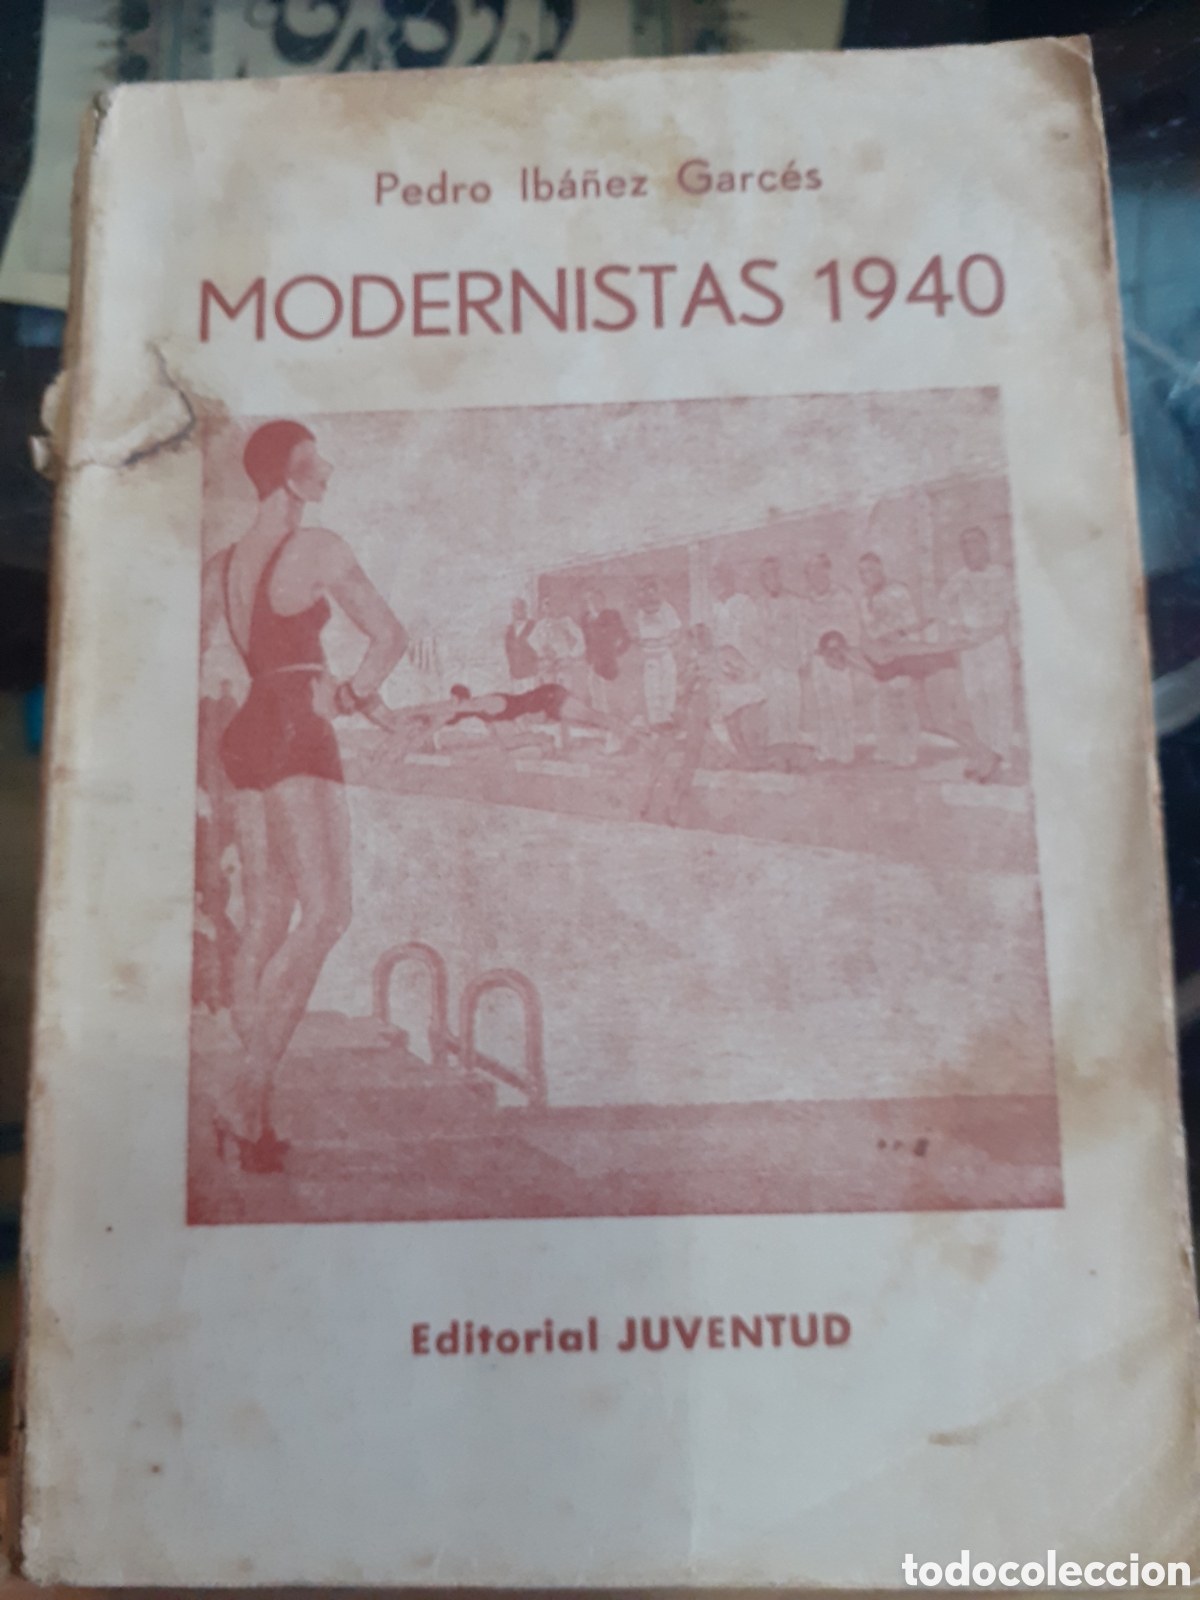 Pedro Ibáñez Garcés
MODERNISTAS 1940
Editorial JUVENTUD
todocoleccion